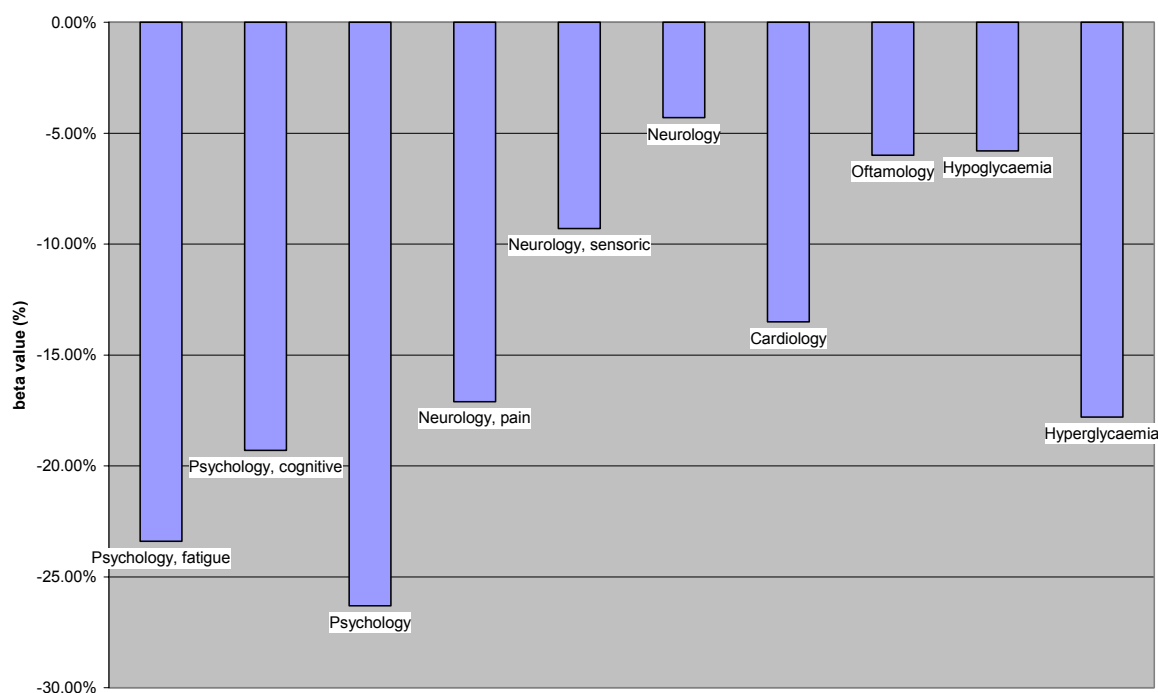 0.00%
-5.00%
-10.00%
-15.00%
-20.00%
-25.00%
-30.00%
beta value (%)
Psychology, fatigue
Psychology, cognitive
Psychology
Neurology, pain
Neurology, sensoric
Neurology
Cardiology
Oftamology
Hypoglycaemia
Hyperglycaemia